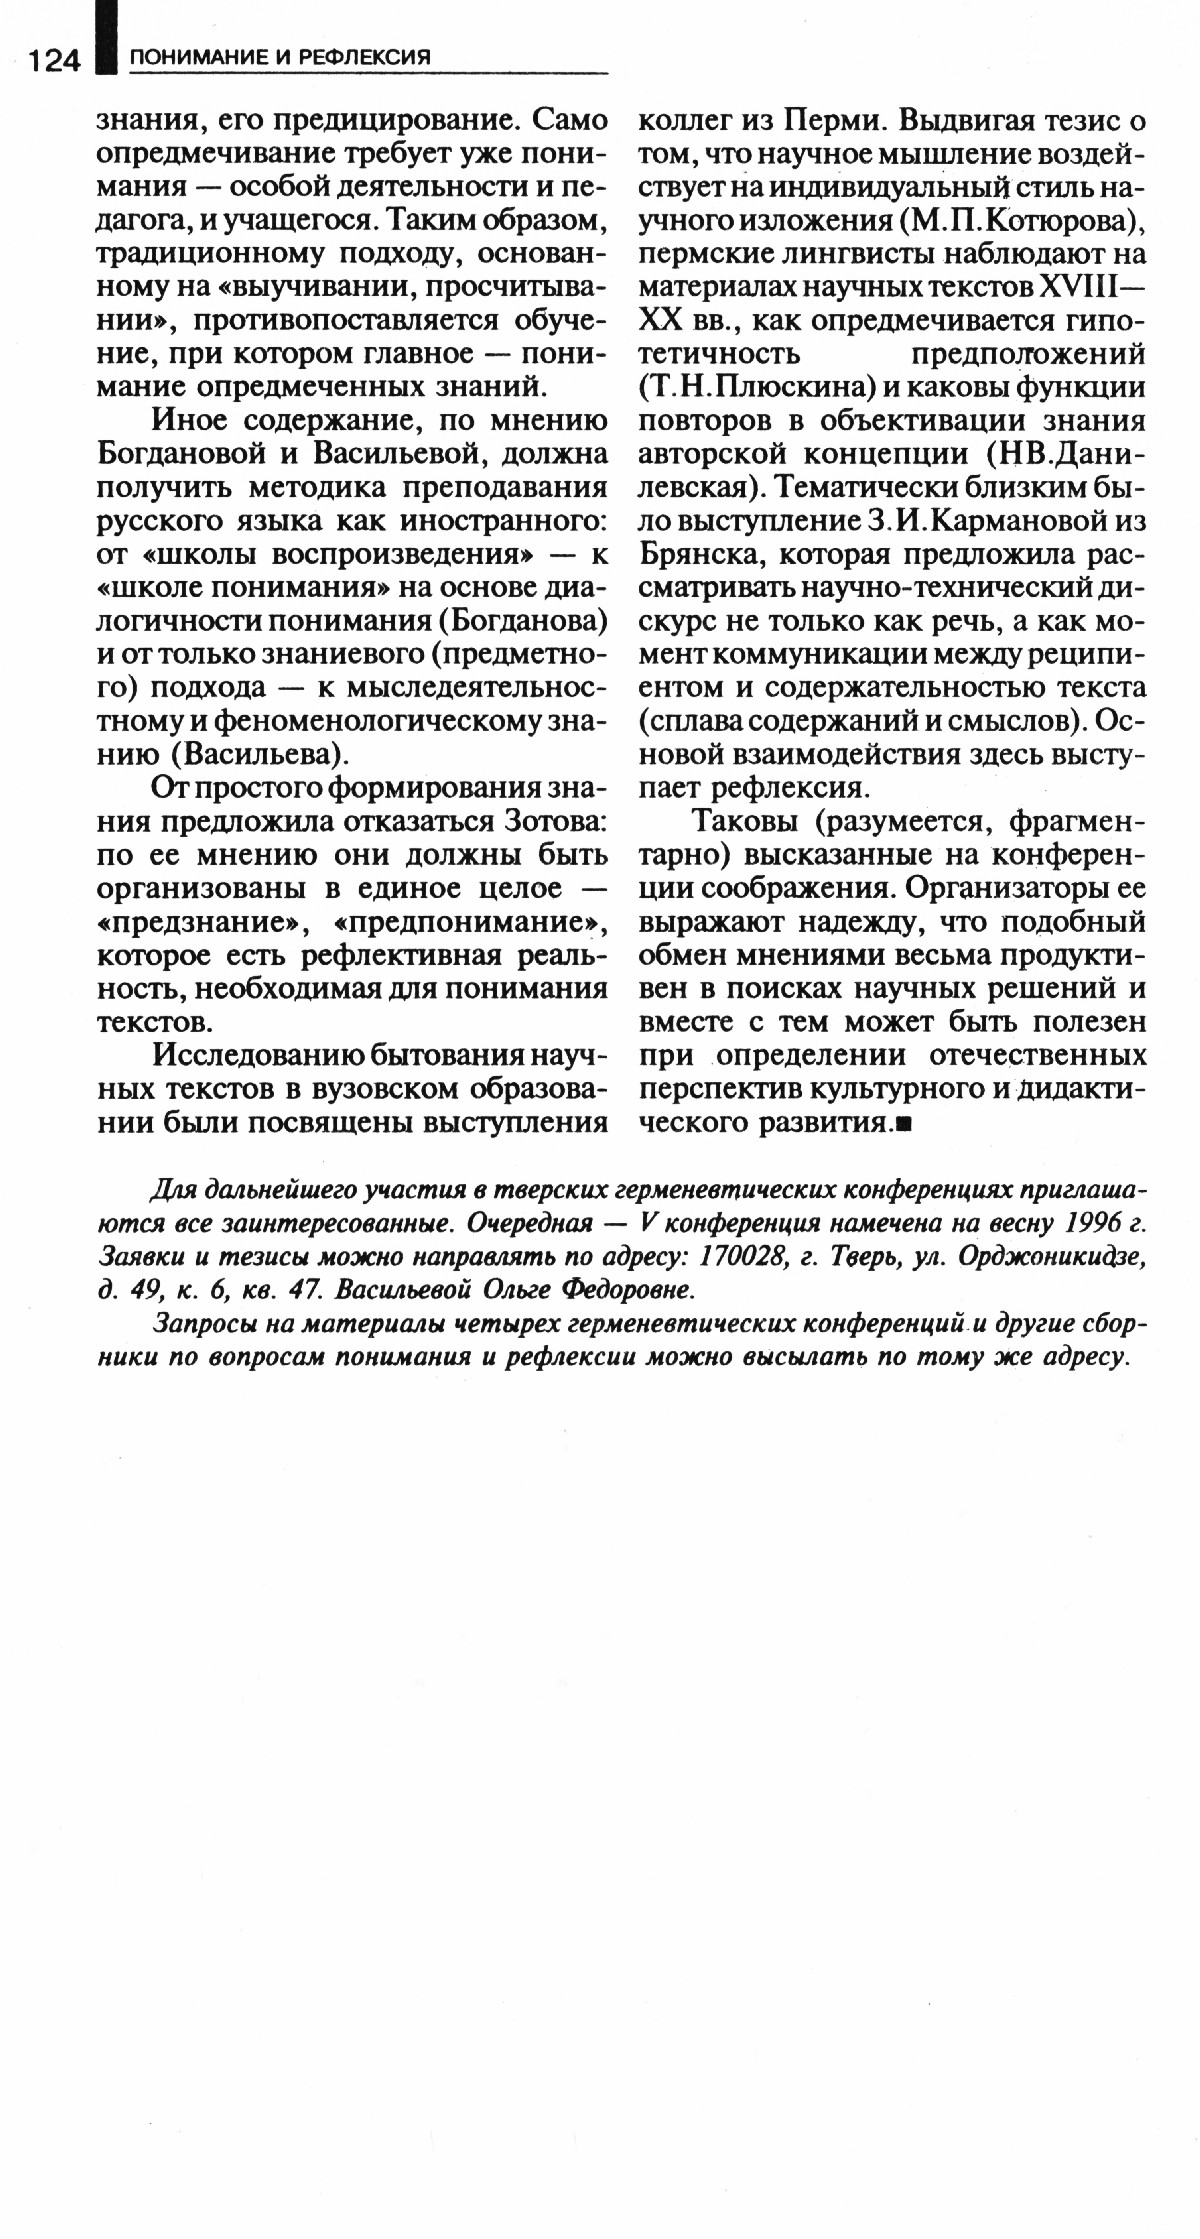 124
ПОНИМАНИЕ И РЕФЛЕКСИЯ
знания, его предицирование. Само
опредмечивание требует уже пони-
мания — особой деятельности и пе-
дагога, и учащегося. Таким образом,
традиционному подходу, основан-
ному на «выучивании, просчитыва-
нии», противопоставляется обуче-
ние, при котором главное — пони-
мание опредмеченных знаний.
Иное содержание, по мнению
Богдановой и Васильевой, должна
получить методика преподавания
русского языка как иностранного:
от «школы воспроизведения» — к
«школе понимания» на основе диа-
логичности понимания (Богданова)
и от только знаниевого (предметно-
го) подхода — к мыследеятельнос-
тному и феноменологическому зна-
нию (Васильева).
От простого формирования зна-
ния предложила отказаться Зотова:
по ее мнению они должны быть
организованы в единое целое —
«предзнание», «предпонимание»,
которое есть рефлективная реаль-
ность, необходимая для понимания
текстов.
Исследованию бытования науч-
ных текстов в вузовском образова-
нии были посвящены выступления
коллег из Перми. Выдвигая тезис о
том, что научное мышление воздей-
ствует на индивидуальный стиль на-
учного изложения (М.П.Котюрова),
пермские лингвисты наблюдают на
материалах научных текстов XVIII—
XX вв., как опредмечивается гипо-
тетичность предположений
(Т.Н.Плюскина) и каковы функции
повторов в объективации знания
авторской концепции (НВ.Дани-
левская). Тематически близким бы-
ло выступление З.И.Кармановой из
Брянска, которая предложила рас-
сматривать научно-технический ди-
скурс не только как речь, а как мо-
мент коммуникации между реципи-
ентом и содержательностью текста
(сплава содержаний и смыслов). Ос-
новой взаимодействия здесь высту-
пает рефлексия.
Таковы (разумеется, фрагмен-
тарно) высказанные на конферен-
ции соображения. Организаторы ее
выражают надежду, что подобный
обмен мнениями весьма продукти-
вен в поисках научных решений и
вместе с тем может быть полезен
при определении отечественных
перспектив культурного и дидакти-
ческого развития.■
Для дальнейшего участия в тверских герменевтических конференциях приглаша-
ются все заинтересованные. Очередная — V конференция намечена на весну 1996 г.
Заявки и тезисы можно направлять по адресу: 170028, г. Тверь, ул. Орджоникидзе,
д. 49, к. 6, кв. 47. Васильевой Ольге Федоровне.
Запросы на материалы четырех герменевтических конференций и другие сбор-
ники по вопросам понимания и рефлексии можно высылать по тому же адресу.